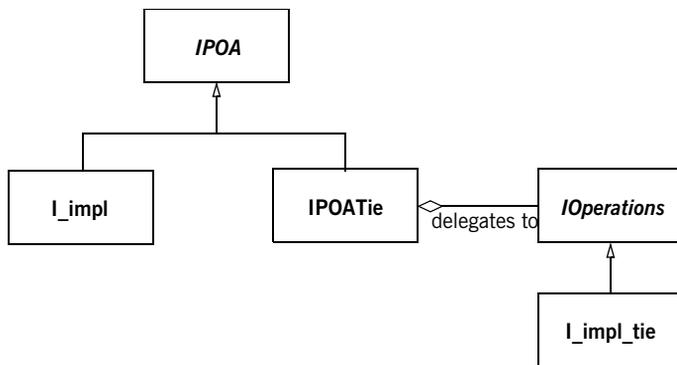 IPOA
I_impl
IPOATie
IOperations
delegates to
I_impl_tie